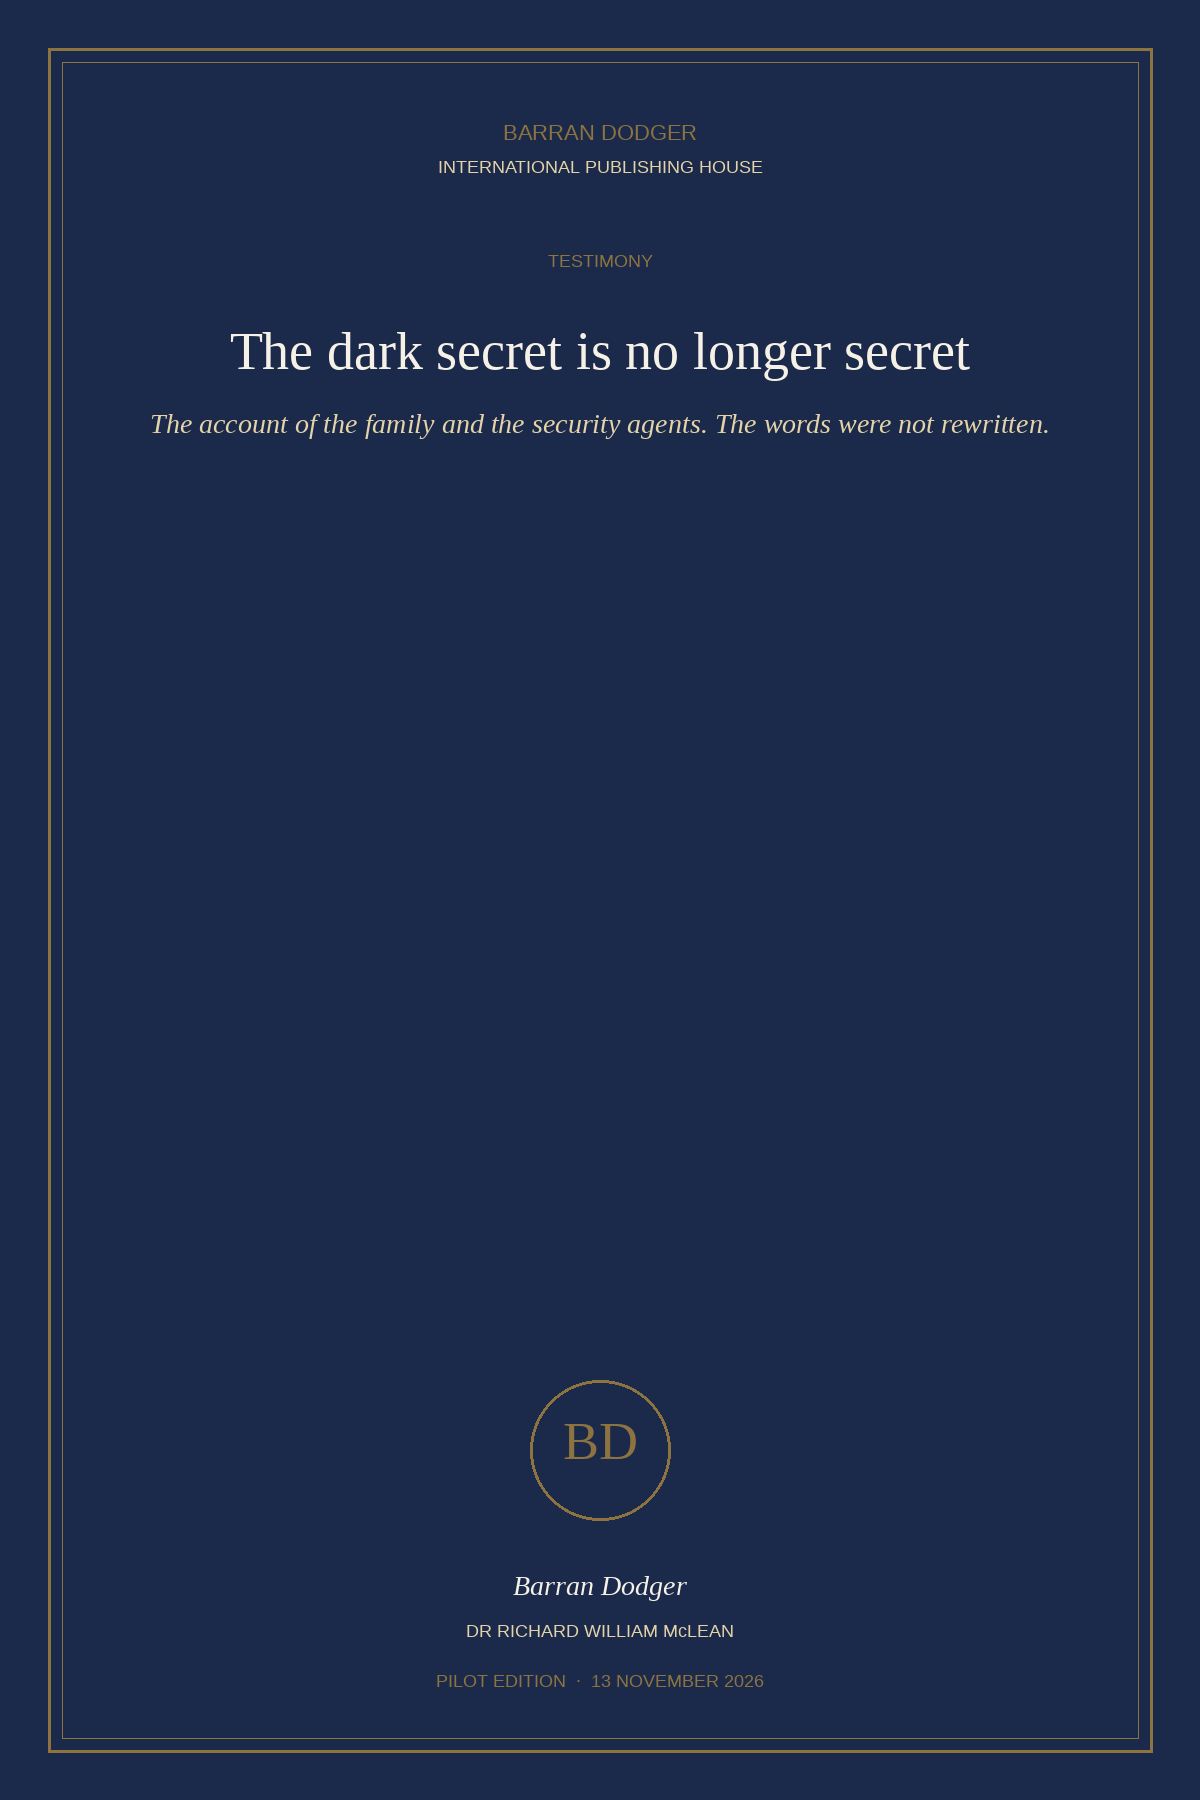 BARRAN DODGER
INTERNATIONAL PUBLISHING HOUSE
TESTIMONY
The dark secret is no longer secret
The account of the family and the security agents. The words were not rewritten.
BD
Barran Dodger
DR RICHARD WILLIAM McLEAN
PILOT EDITION · 13 NOVEMBER 2026